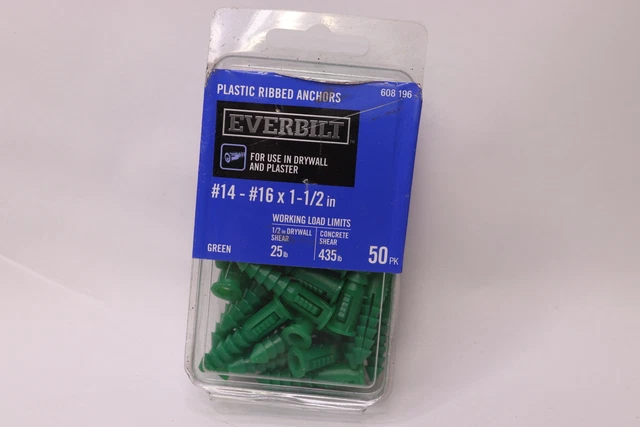 PLASTIC RIBBED ANCHORS
608 196
EVERBILT
FOR USE IN DRYWALL
AND PLASTER
#14 - #16 x 1-1/2 in
WORKING LOAD LIMITS
1/2 in DRYWALL
SHEAR
25 lb
CONCRETE
SHEAR
435 lb
GREEN
50 PK